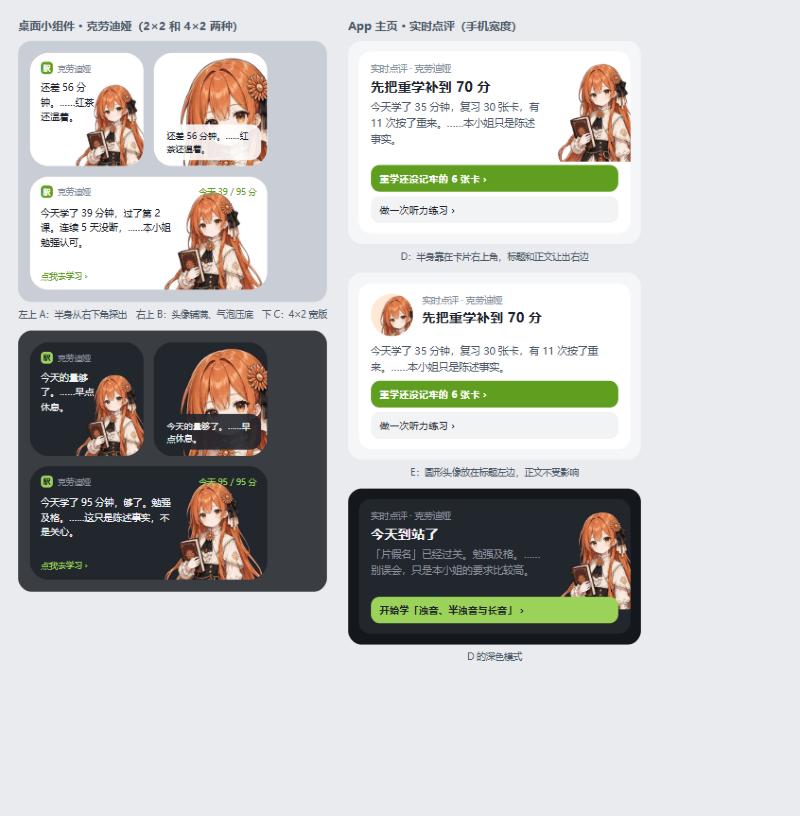 桌面小组件・克劳迪娅（2×2 和 4×2 两种）
訳 克劳迪娅
还差 56 分
钟。……红茶
还温着。
还差 56 分钟。……红
茶还温着。
訳 克劳迪娅
今天 39 / 95 分
今天学了 39 分钟，过了第 2
课。连续 5 天没断，……本小姐
勉强认可。
点我去学习 ›
左上 A：半身从右下角探出 右上 B：头像铺满、气泡压底 下 C：4×2 宽版
訳 克劳迪娅
今天的量够
了。……早点
休息。
今天的量够了。……早
点休息。
訳 克劳迪娅
今天 95 / 95 分
今天学了 95 分钟，够了。勉强
及格。……这只是陈述事实，不
是关心。
点我去学习 ›
App 主页・实时点评（手机宽度）
实时点评 · 克劳迪娅
先把重学补到 70 分
今天学了 35 分钟，复习 30 张卡，有
11 次按了重来。……本小姐只是陈述
事实。
重学还没记牢的 6 张卡 ›
做一次听力练习 ›
D：半身靠在卡片右上角，标题和正文让出右边
实时点评 · 克劳迪娅
先把重学补到 70 分
今天学了 35 分钟，复习 30 张卡，有 11 次按了重
来。……本小姐只是陈述事实。
重学还没记牢的 6 张卡 ›
做一次听力练习 ›
E：圆形头像放在标题左边，正文不受影响
实时点评 · 克劳迪娅
今天到站了
「片假名」已经过关。勉强及格。……
别误会，只是本小姐的要求比较高。
开始学「浊音、半浊音与长音」 ›
D 的深色模式